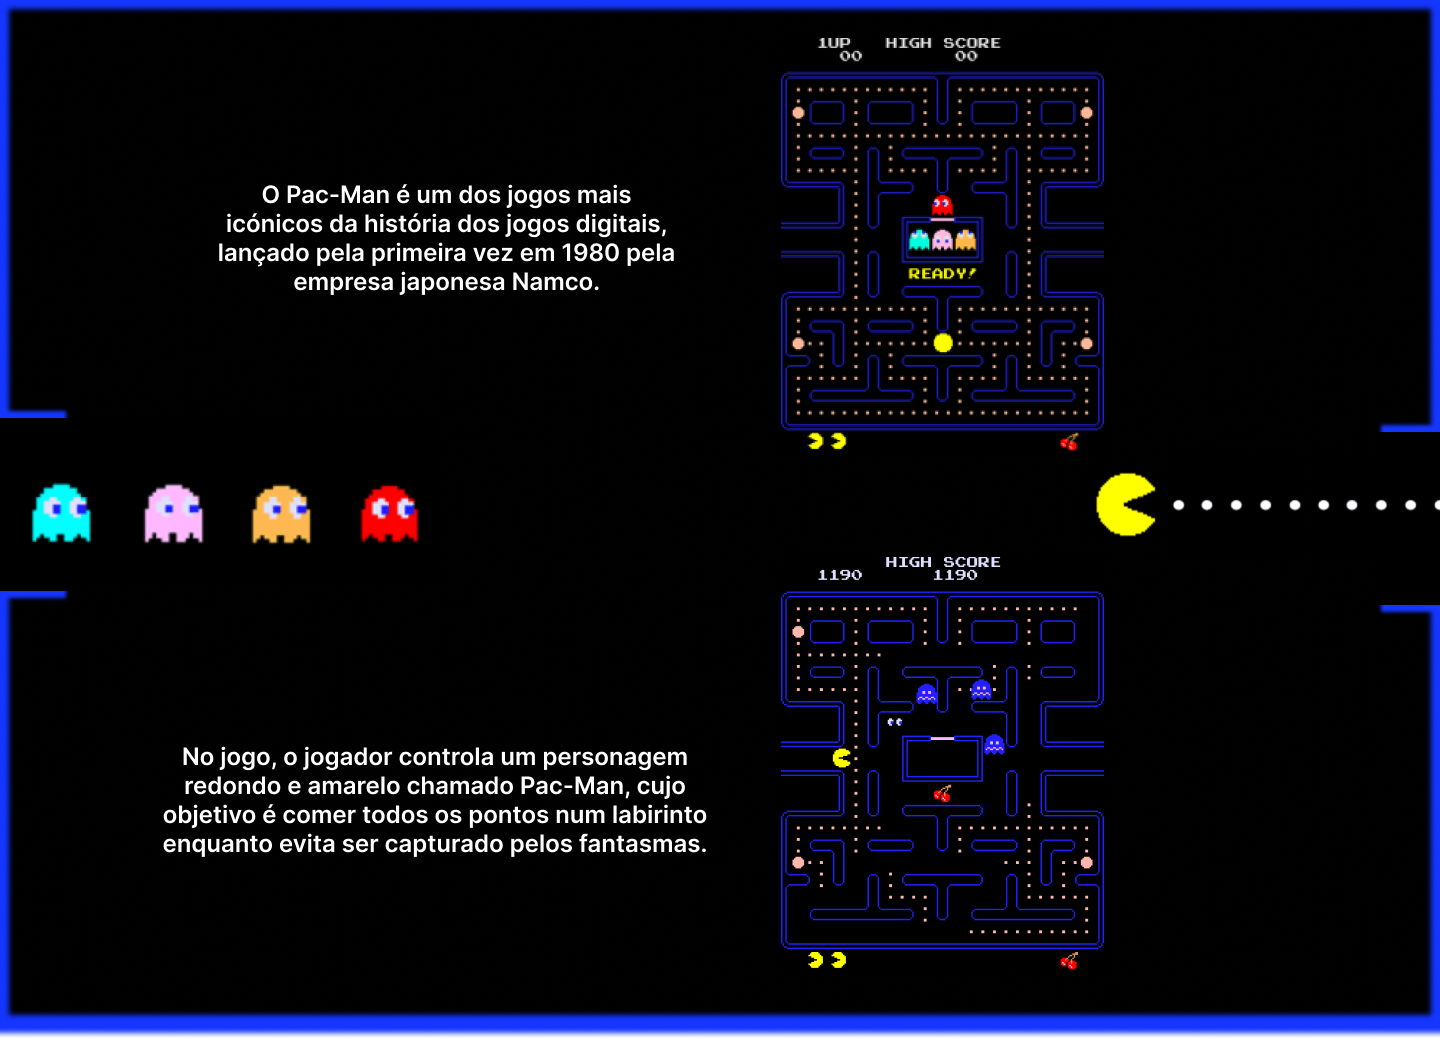 1UP HIGH SCORE
00 00
O Pac-Man é um dos jogos mais
icónicos da história dos jogos digitais,
lançado pela primeira vez em 1980 pela
empresa japonesa Namco.
READY!
HIGH SCORE
1190 1190
No jogo, o jogador controla um personagem
redondo e amarelo chamado Pac-Man, cujo
objetivo é comer todos os pontos num labirinto
enquanto evita ser capturado pelos fantasmas.